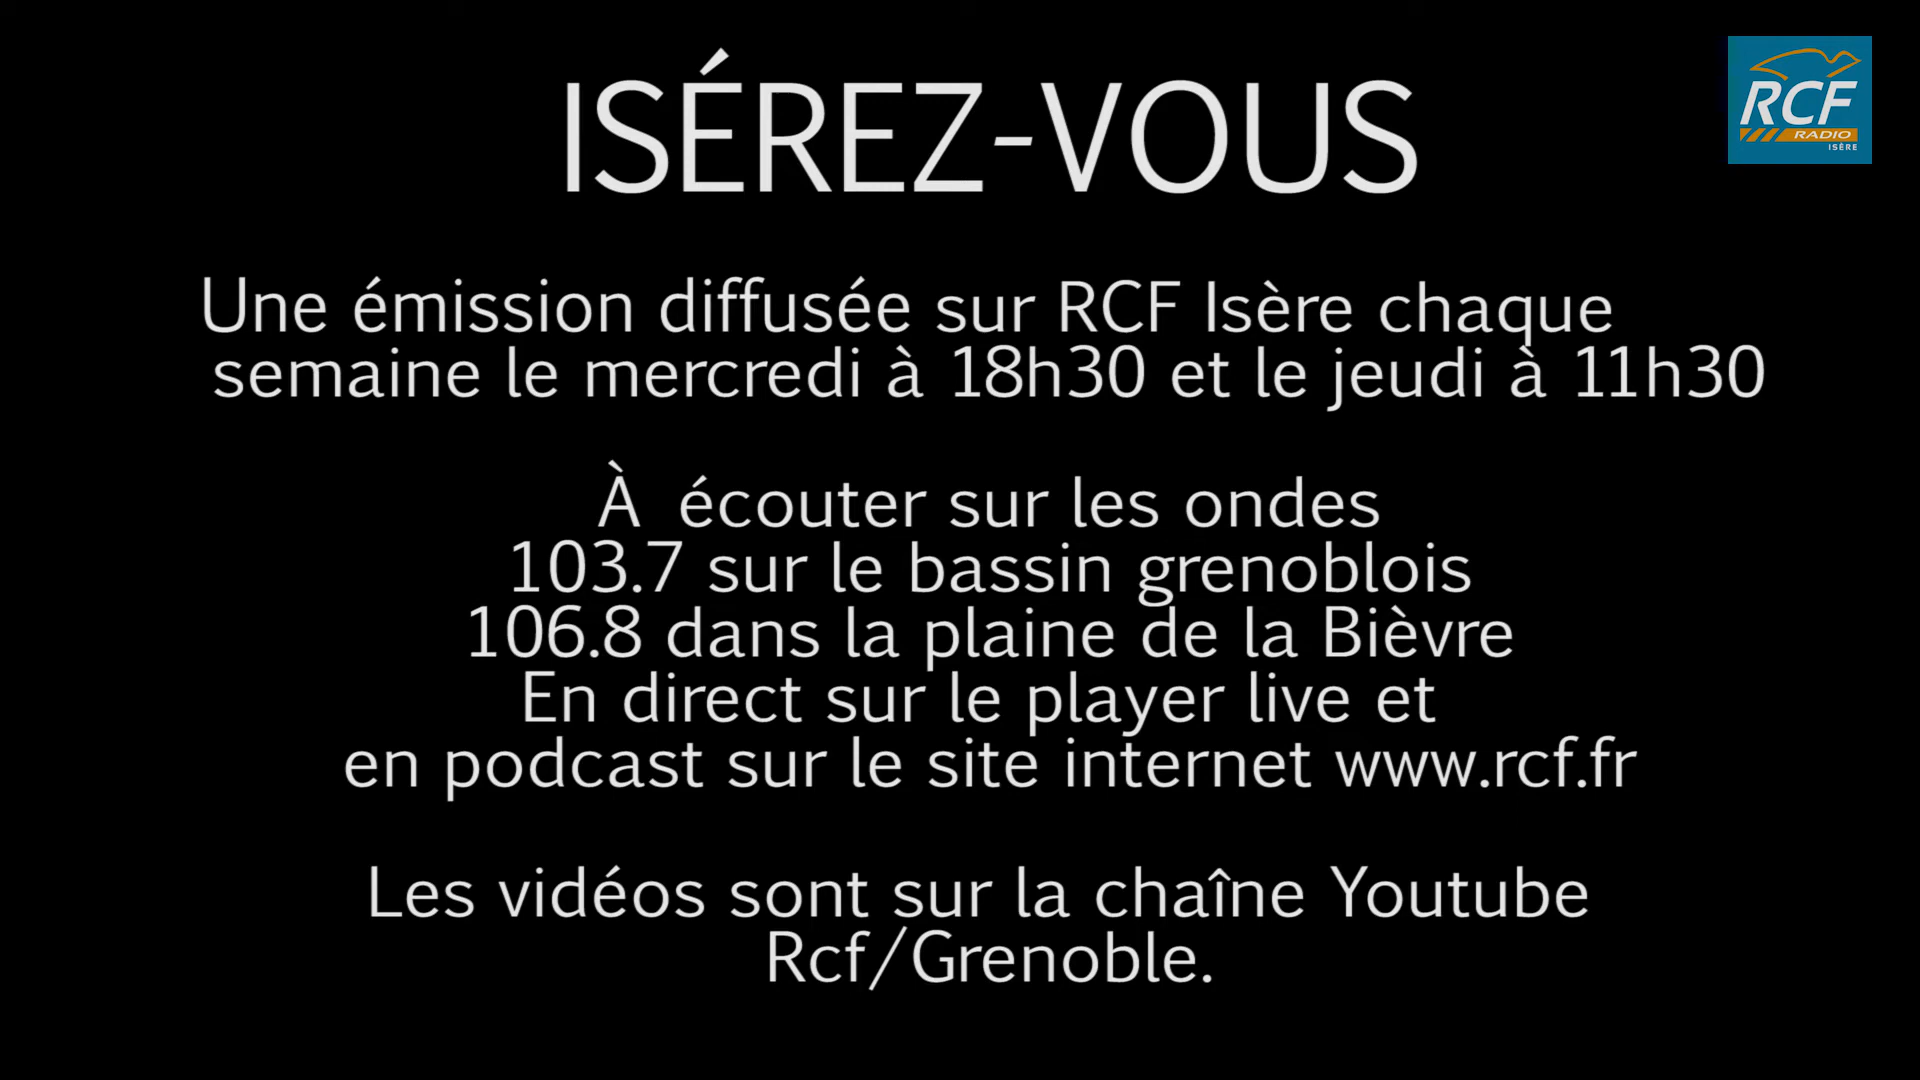 ISÉREZ-VOUS
RCF
RADIO
ISÈRE
Une émission diffusée sur RCF Isère chaque
semaine le mercredi à 18h30 et le jeudi à 11h30
À écouter sur les ondes
103.7 sur le bassin grenoblois
106.8 dans la plaine de la Bièvre
En direct sur le player live et
en podcast sur le site internet www.rcf.fr
Les vidéos sont sur la chaîne Youtube
Rcf/Grenoble.